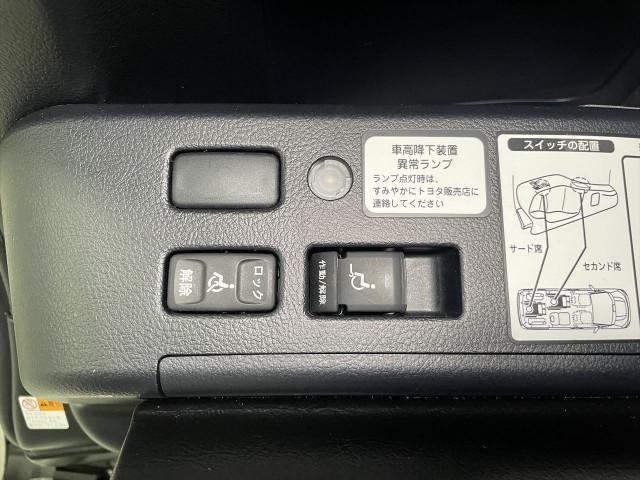 車高降下装置
異常ランプ
ランプ点灯時は、
すみやかにトヨタ販売店に
連絡してください
スイッチの配置
サード席
セカンド席
ロック
解除
作動/解除